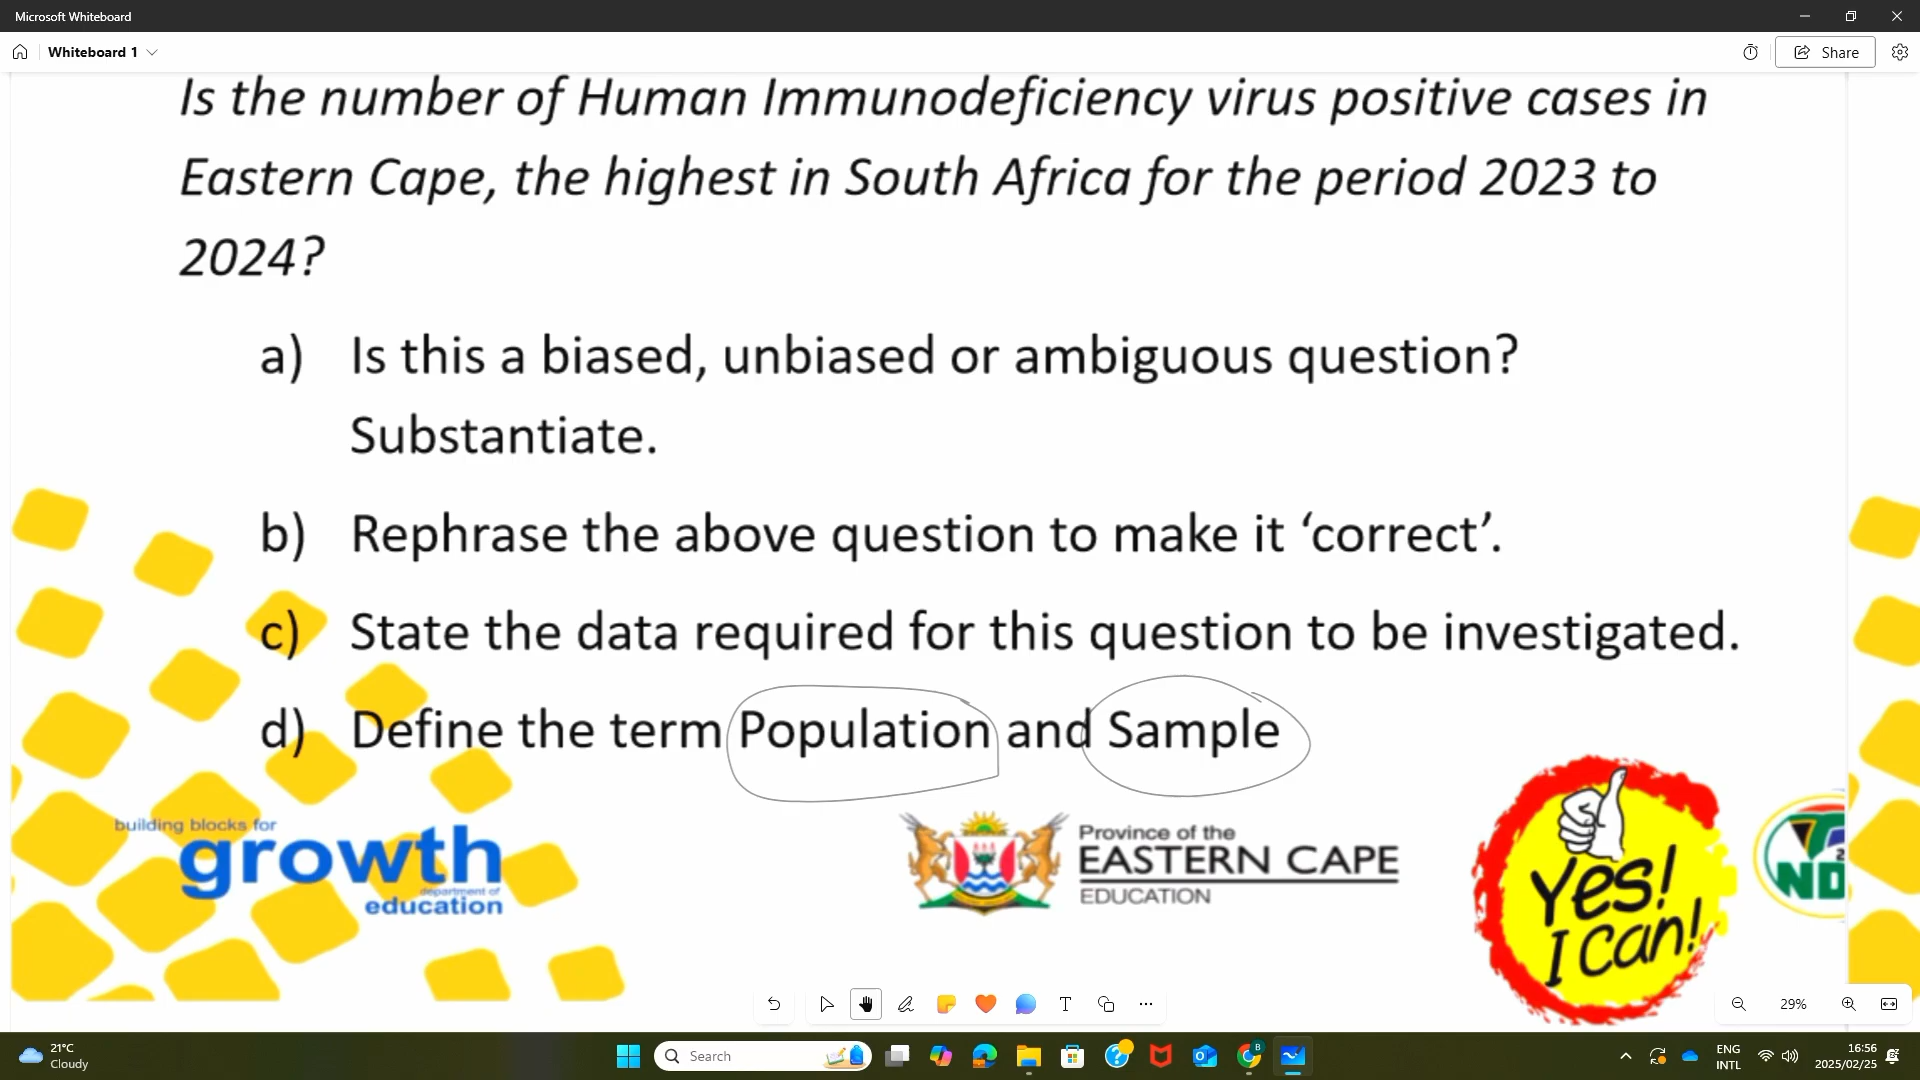 Microsoft Whiteboard
Whiteboard 1
Share
Is the number of Human Immunodeficiency virus positive cases in
Eastern Cape, the highest in South Africa for the period 2023 to
2024?
a) Is this a biased, unbiased or ambiguous question?
Substantiate.
b) Rephrase the above question to make it ‘correct’.
c) State the data required for this question to be investigated.
d) Define the term Population and Sample
building blocks for
growth
department of
education
Province of the
EASTERN CAPE
EDUCATION
Yes!
I Can!
ND
T
29%
21°C
Cloudy
Search
ENG
INTL
16:56
2025/02/25